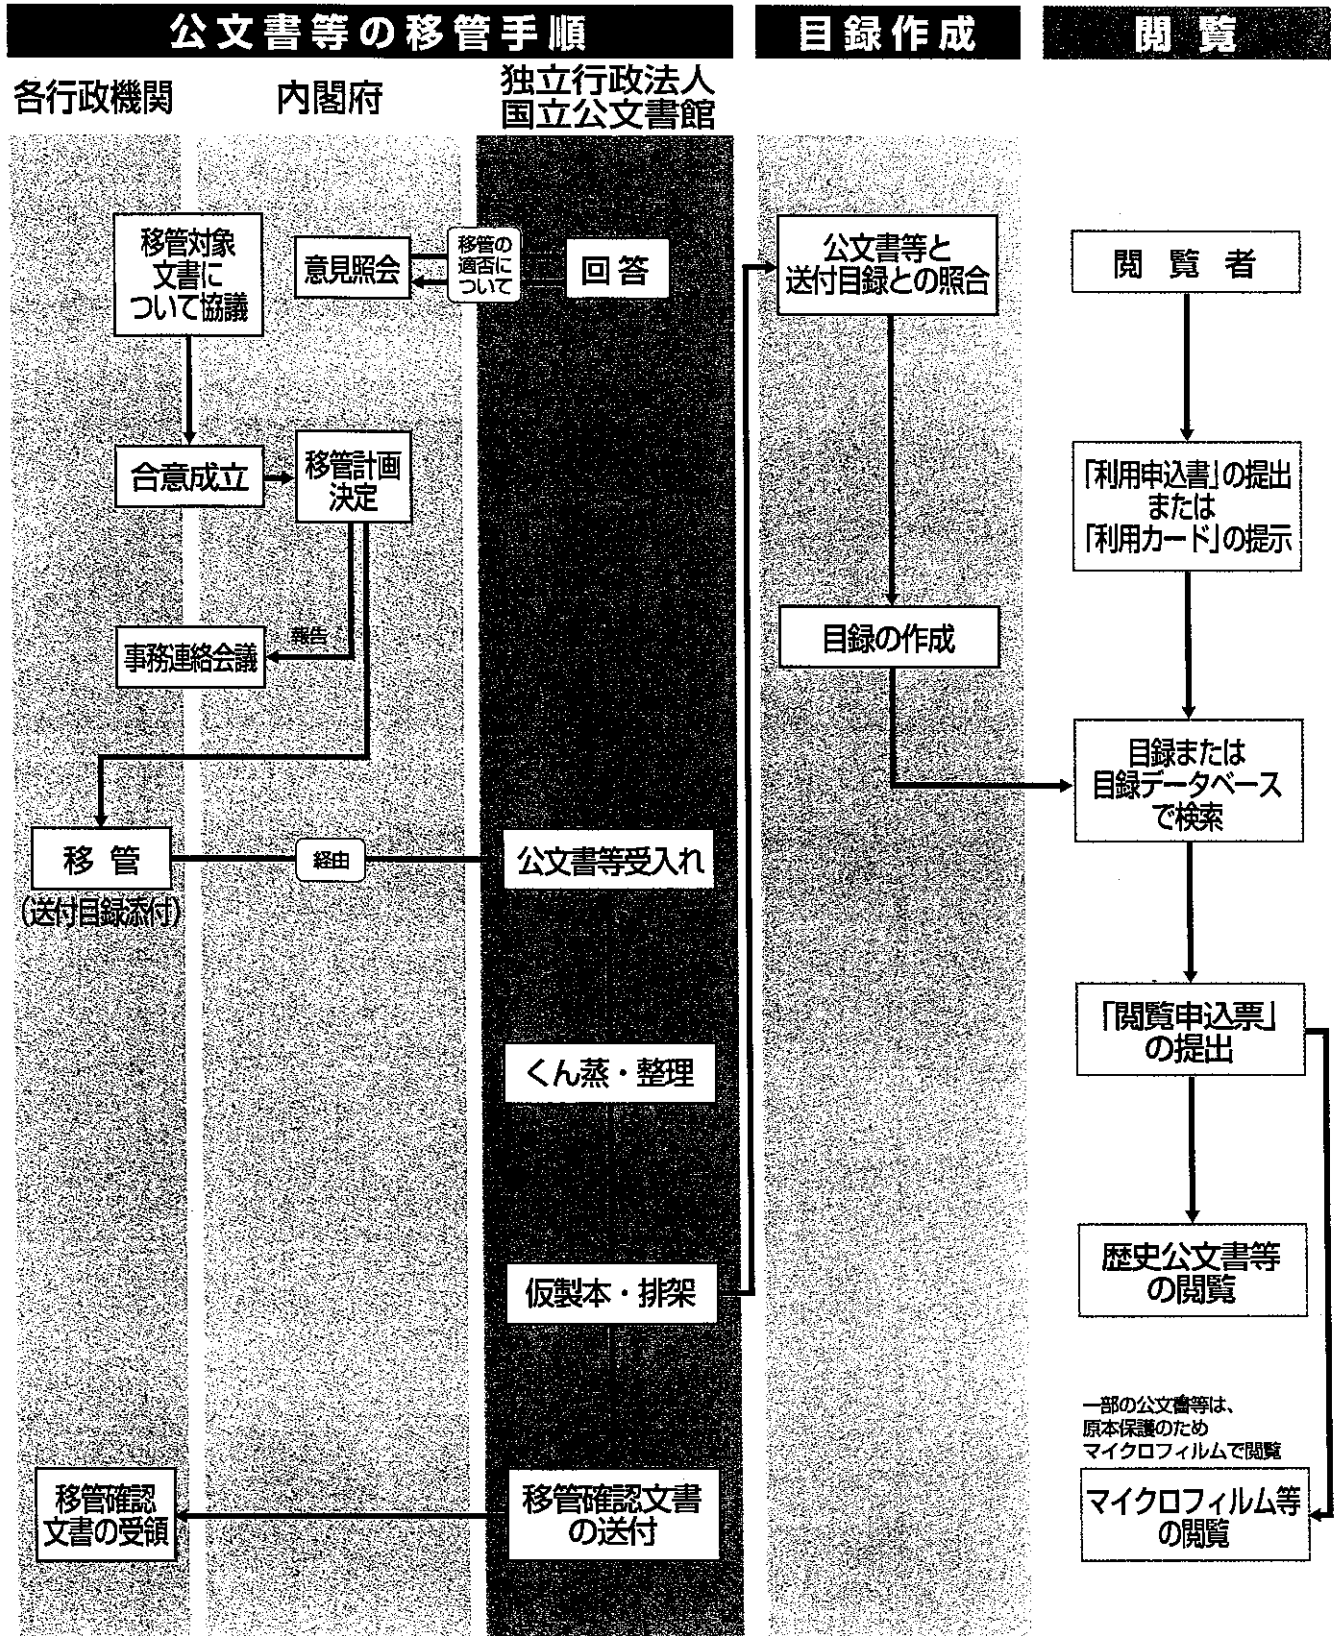 公文書等の移管手順
目録作成
閲覧
各行政機関
内閣府
独立行政法人
国立公文書館
移管対象
文書に
ついて協議
意見照会
移管の
適否に
ついて
回答
合意成立
移管計画
決定
報告
事務連絡会議
移管
(送付目録添付)
経由
公文書等受入れ
くん蒸・整理
仮製本・排架
移管確認文書
の送付
移管確認
文書の受領
公文書等と
送付目録との照合
目録の作成
閲覧者
「利用申込書」の提出
または
「利用カード」の提示
目録または
目録データベース
で検索
「閲覧申込票」
の提出
歴史公文書等
の閲覧
一部の公文書等は、
原本保護のため
マイクロフィルムで閲覧
マイクロフィルム等
の閲覧